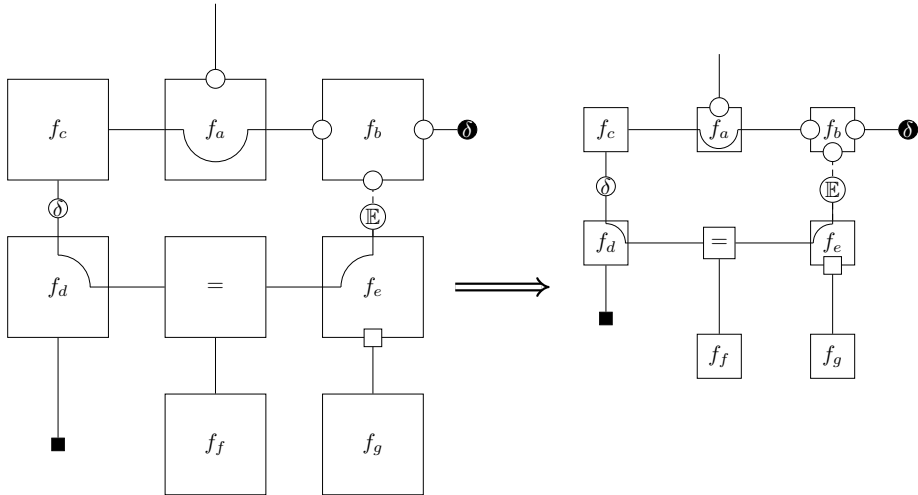 f_c f_a f_b δ
δ 𝔼
f_d = f_e
f_f f_g
f_c f_a f_b δ
δ 𝔼
f_d = f_e
f_f f_g